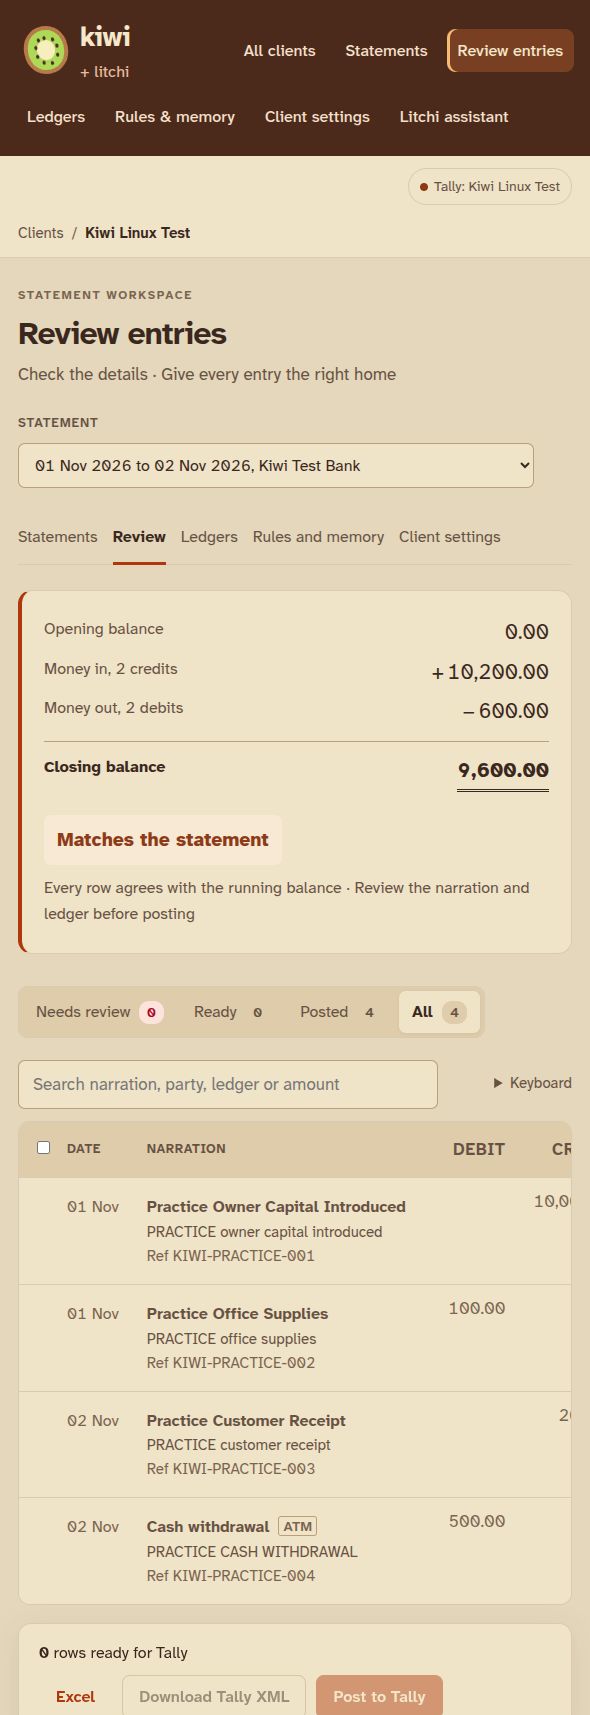 kiwi
+ litchi
All clients
Statements
Review entries
Ledgers
Rules & memory
Client settings
Litchi assistant
Tally: Kiwi Linux Test
Clients / Kiwi Linux Test
STATEMENT WORKSPACE
Review entries
Check the details · Give every entry the right home
STATEMENT
01 Nov 2026 to 02 Nov 2026, Kiwi Test Bank
Statements Review Ledgers Rules and memory Client settings
Opening balance 0.00
Money in, 2 credits +10,200.00
Money out, 2 debits –600.00
Closing balance 9,600.00
Matches the statement
Every row agrees with the running balance · Review the narration and
ledger before posting
Needs review 0 Ready 0 Posted 4 All 4
Search narration, party, ledger or amount
▶ Keyboard
DATE NARRATION DEBIT CR
01 Nov Practice Owner Capital Introduced 10,0
PRACTICE owner capital introduced
Ref KIWI-PRACTICE-001
01 Nov Practice Office Supplies 100.00
PRACTICE office supplies
Ref KIWI-PRACTICE-002
02 Nov Practice Customer Receipt 20
PRACTICE customer receipt
Ref KIWI-PRACTICE-003
02 Nov Cash withdrawal ATM 500.00
PRACTICE CASH WITHDRAWAL
Ref KIWI-PRACTICE-004
0 rows ready for Tally
Excel Download Tally XML Post to Tally